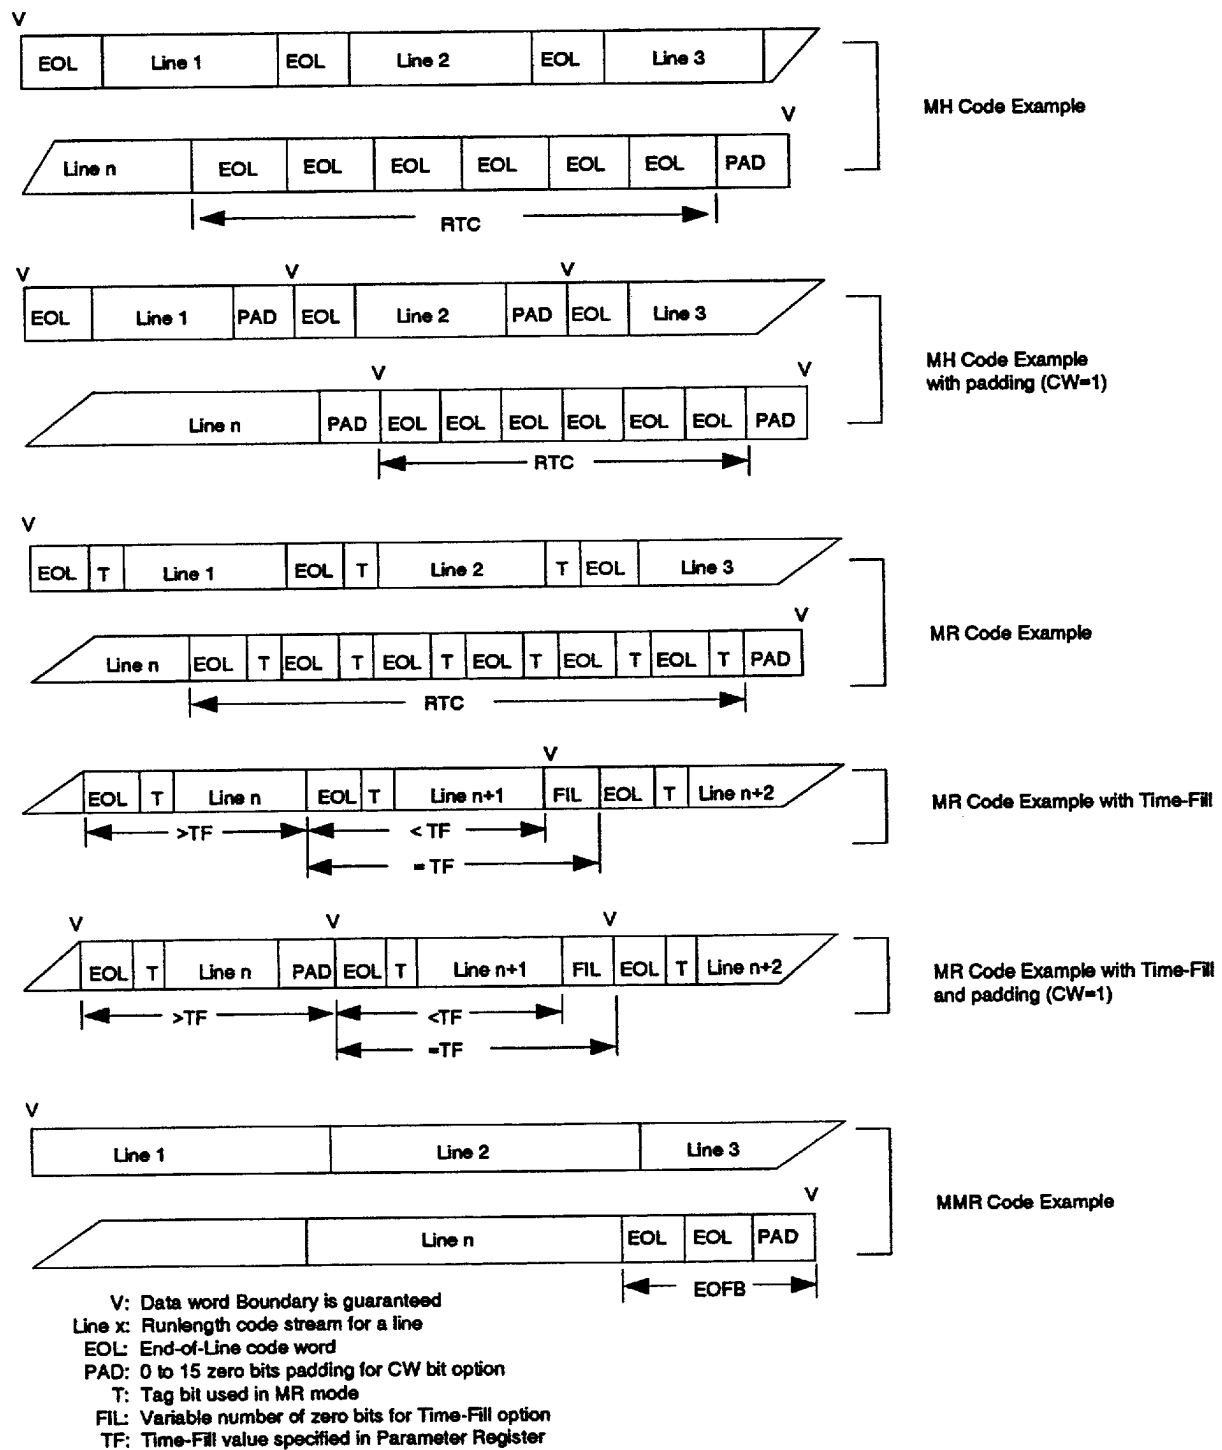 V
EOL Line 1 EOL Line 2 EOL Line 3
MH Code Example
V
Line n EOL EOL EOL EOL EOL EOL PAD
RTC
V V V
EOL Line 1 PAD EOL Line 2 PAD EOL Line 3
MH Code Example
with padding (CW=1)
V V
Line n PAD EOL EOL EOL EOL EOL EOL PAD
RTC
V
EOL T Line 1 EOL T Line 2 T EOL Line 3
MR Code Example
V
Line n EOL T EOL T EOL T EOL T EOL T EOL T PAD
RTC
V
EOL T Line n EOL T Line n+1 FIL EOL T Line n+2
MR Code Example with Time-Fill
>TF < TF
= TF
V V V
EOL T Line n PAD EOL T Line n+1 FIL EOL T Line n+2
MR Code Example with Time-Fill
and padding (CW=1)
>TF <TF
=TF
V
Line 1 Line 2 Line 3
MMR Code Example
V
Line n EOL EOL PAD
EOFB
V: Data word Boundary is guaranteed
Line x: Runlength code stream for a line
EOL: End-of-Line code word
PAD: 0 to 15 zero bits padding for CW bit option
T: Tag bit used in MR mode
FIL: Variable number of zero bits for Time-Fill option
TF: Time-Fill value specified in Parameter Register